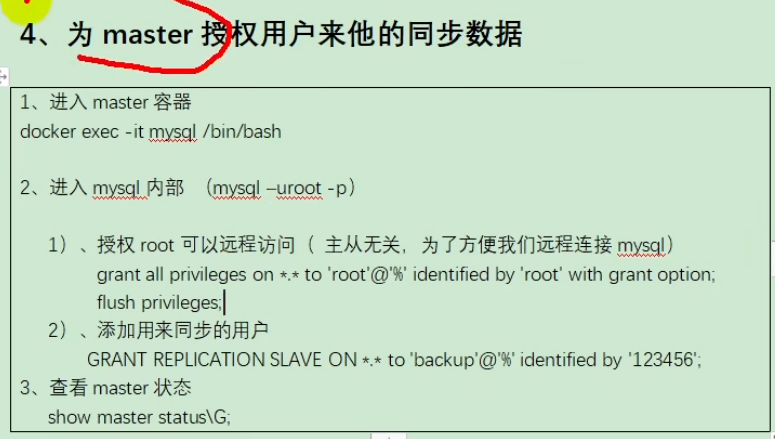 4、为 master 授权用户来他的同步数据
1、进入 master 容器
docker exec -it mysql /bin/bash
2、进入 mysql 内部 （mysql –uroot -p）
1）、授权 root 可以远程访问（ 主从无关，为了方便我们远程连接 mysql）
grant all privileges on *.* to 'root'@'%' identified by 'root' with grant option;
flush privileges;
2）、添加用来同步的用户
GRANT REPLICATION SLAVE ON *.* to 'backup'@'%' identified by '123456';
3、查看 master 状态
show master status\G;